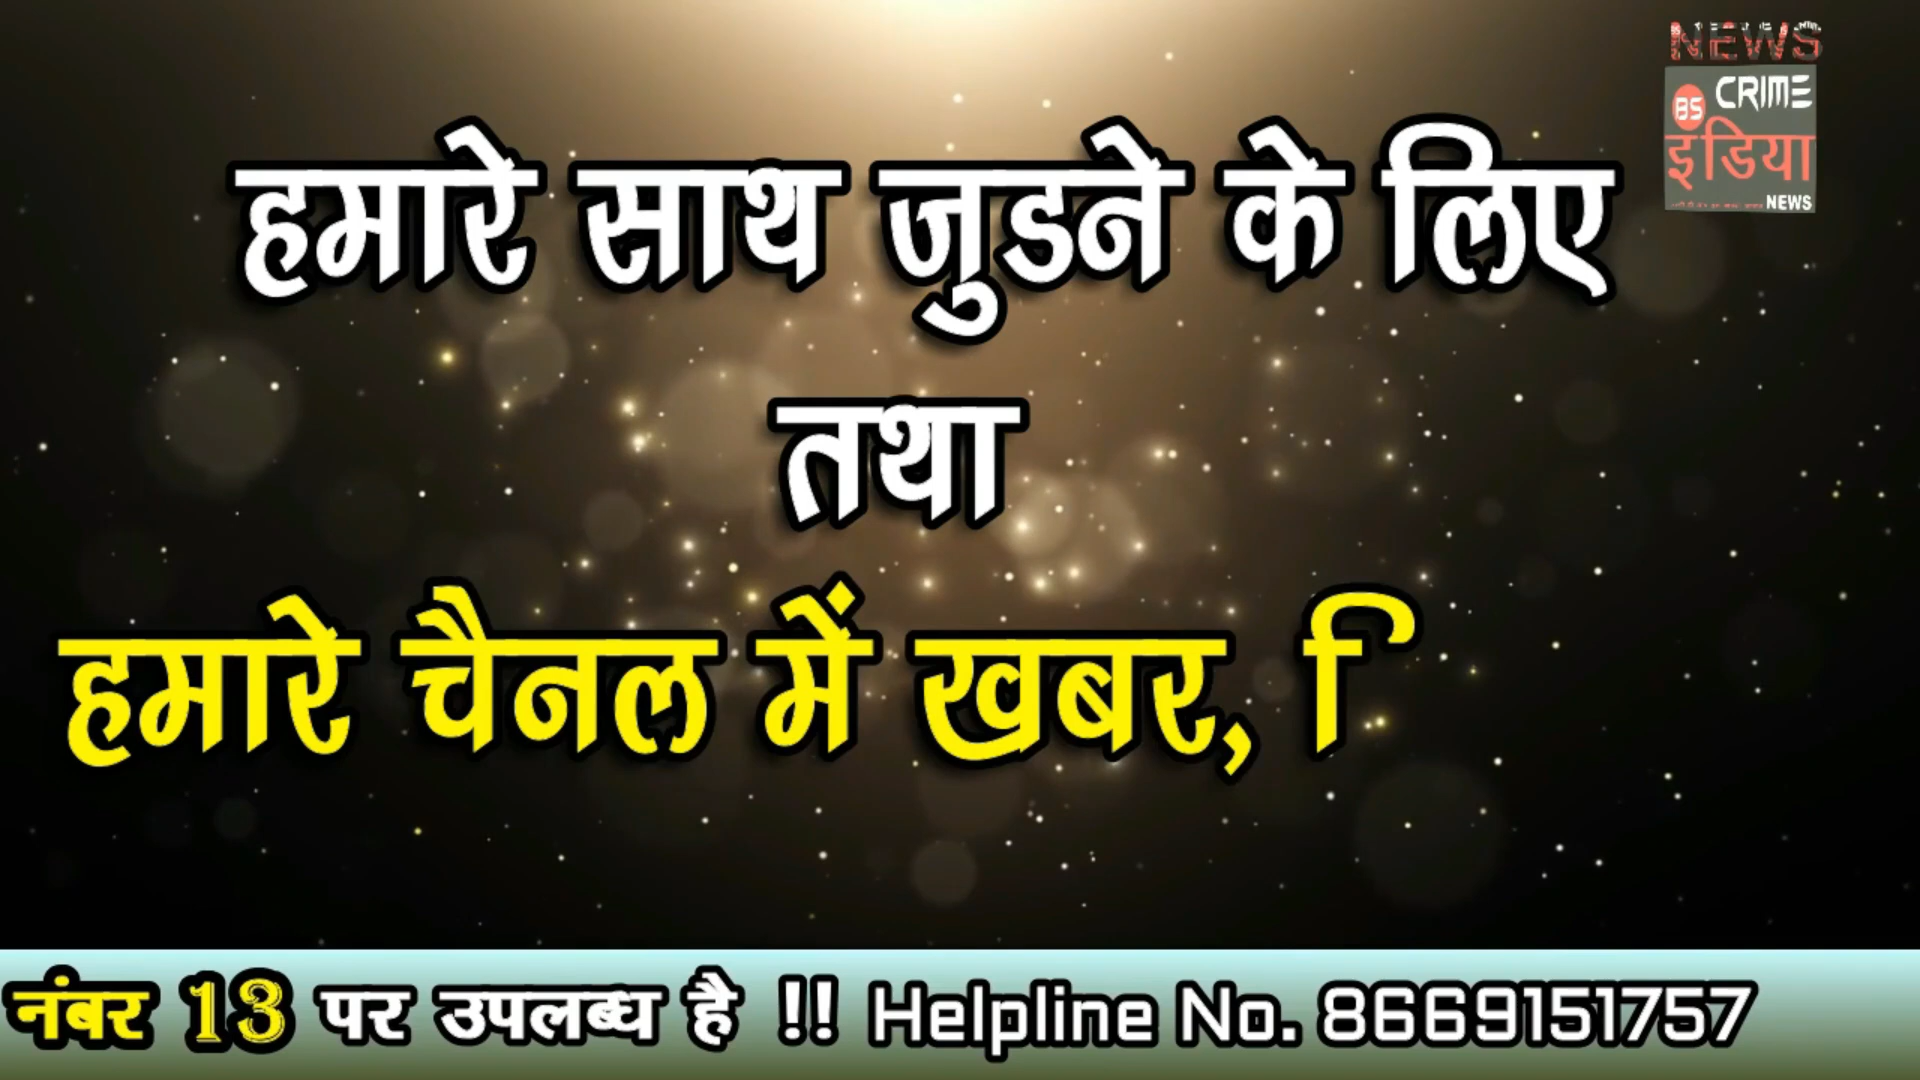 NEWS
BS CRIME
इंडिया
NEWS
हमारे साथ जुडने के लिए
तथा
हमारे चैनल में खबर, ि
नंबर 13 पर उपलब्ध है !! Helpline No. 8669151757